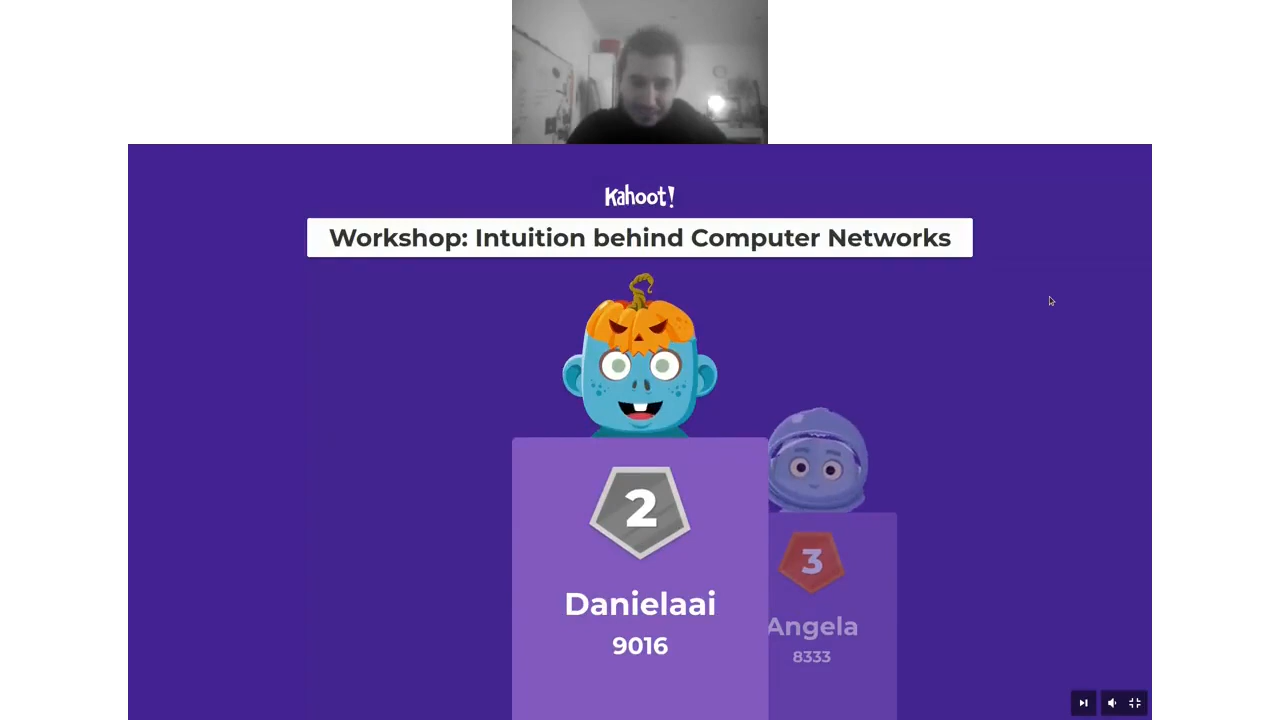 Kahoot!
Workshop: Intuition behind Computer Networks
2
Danielaai
9016
3
Angela
8333